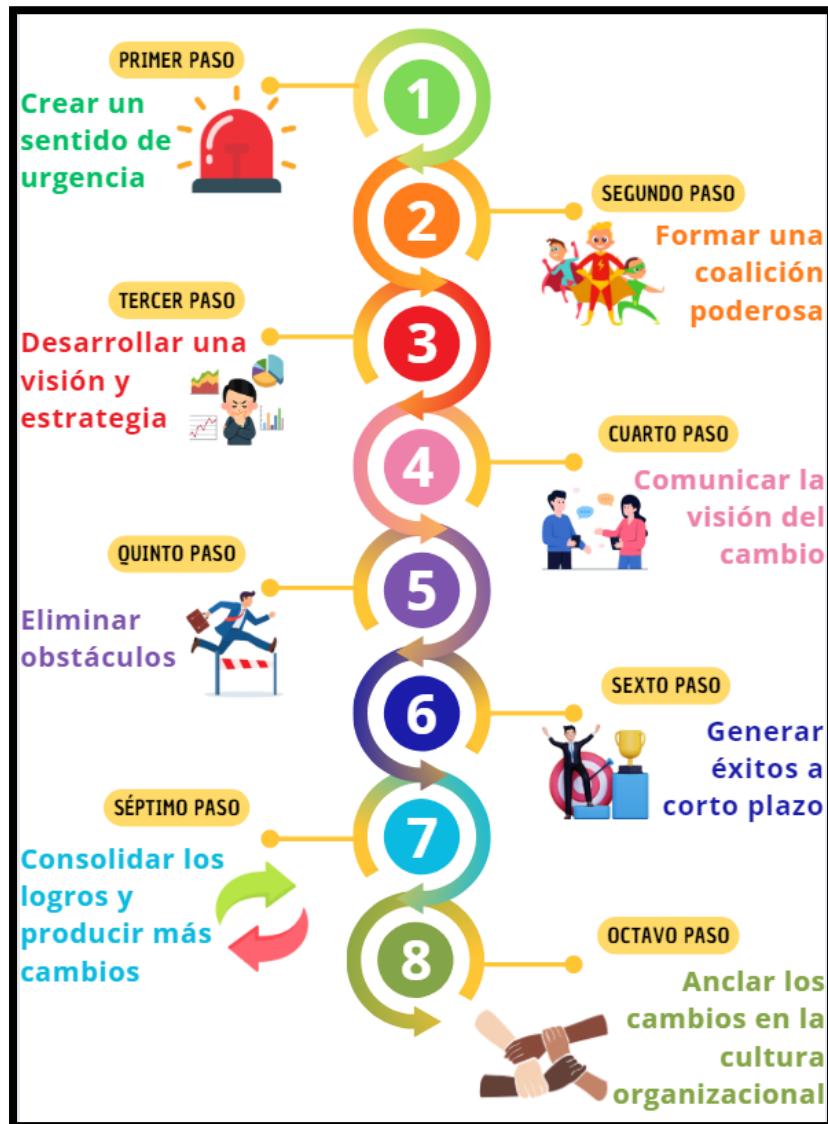 PRIMER PASO
1
Crear un
sentido de
urgencia
SEGUNDO PASO
2
Formar una
coalición
poderosa
TERCER PASO
3
Desarrollar una
visión y
estrategia
CUARTO PASO
4
Comunicar la
visión del
cambio
QUINTO PASO
5
Eliminar
obstáculos
SEXTO PASO
6
Generar
éxitos a
corto plazo
SÉPTIMO PASO
7
Consolidar los
logros y
producir más
cambios
OCTAVO PASO
8
Anclar los
cambios en la
cultura
organizacional